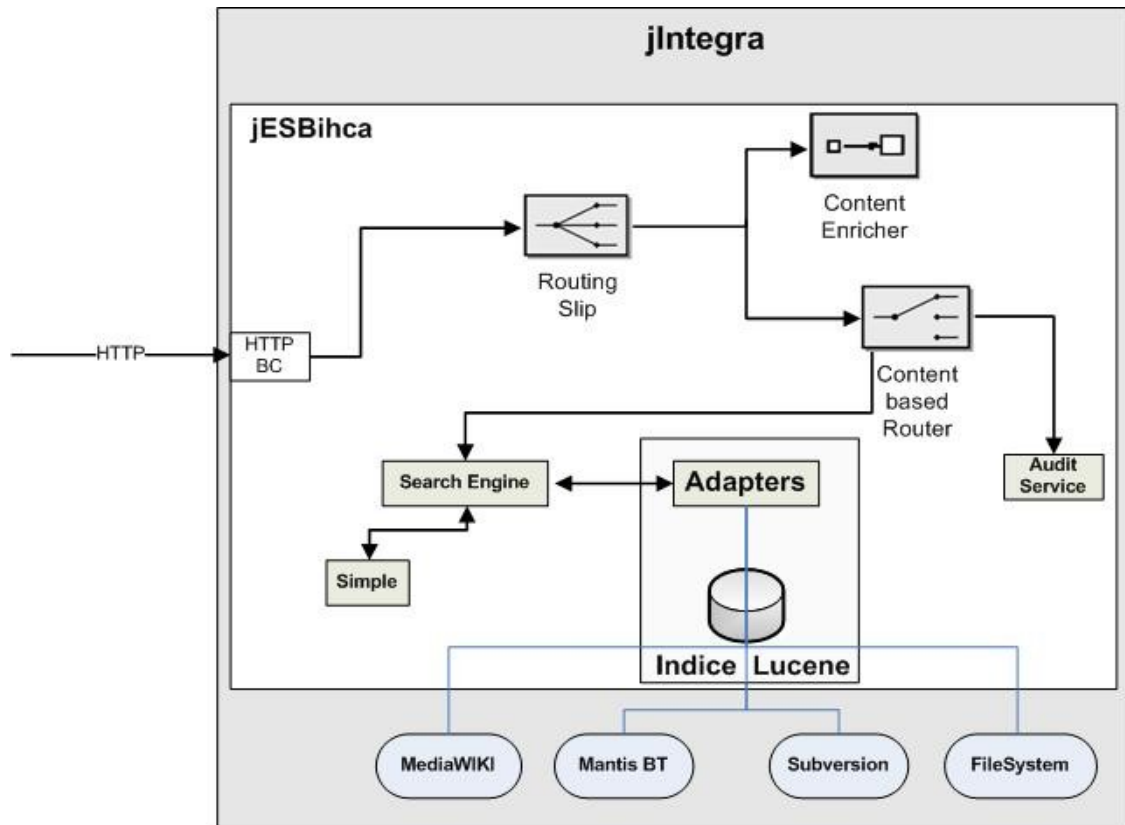 jIntegra
jESBihca
Content
Enricher
Routing
Slip
HTTP
HTTP
BC
Content
based
Router
Search Engine
Adapters
Audit
Service
Simple
Indice Lucene
MediaWIKI
Mantis BT
Subversion
FileSystem